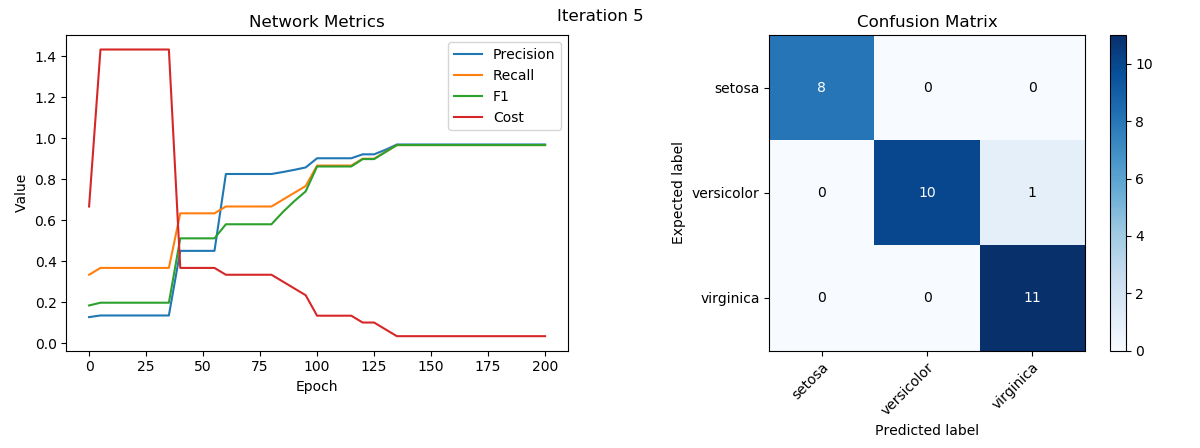 Iteration 5
Network Metrics
Value
1.4
1.2
1.0
0.8
0.6
0.4
0.2
0.0
0 25 50 75 100 125 150 175 200
Epoch
Precision
Recall
F1
Cost
Confusion Matrix
Expected label
setosa 8 0 0
versicolor 0 10 1
virginica 0 0 11
setosa versicolor virginica
Predicted label
10
8
6
4
2
0